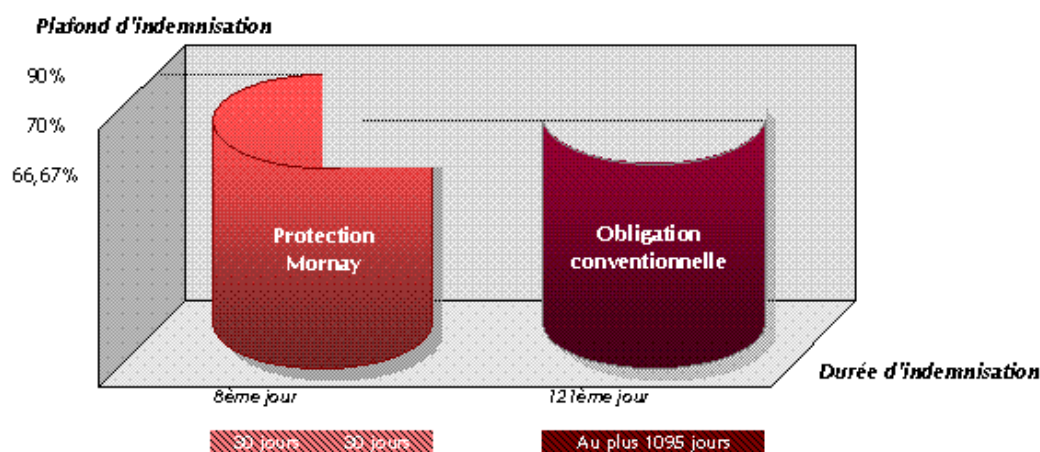 Plafond d'indemnisation
90%
70%
66,67%
Protection
Mornay
Obligation
conventionnelle
Durée d'indemnisation
8ème jour
121ème jour
30 jours 30 jours
Au plus 1095 jours